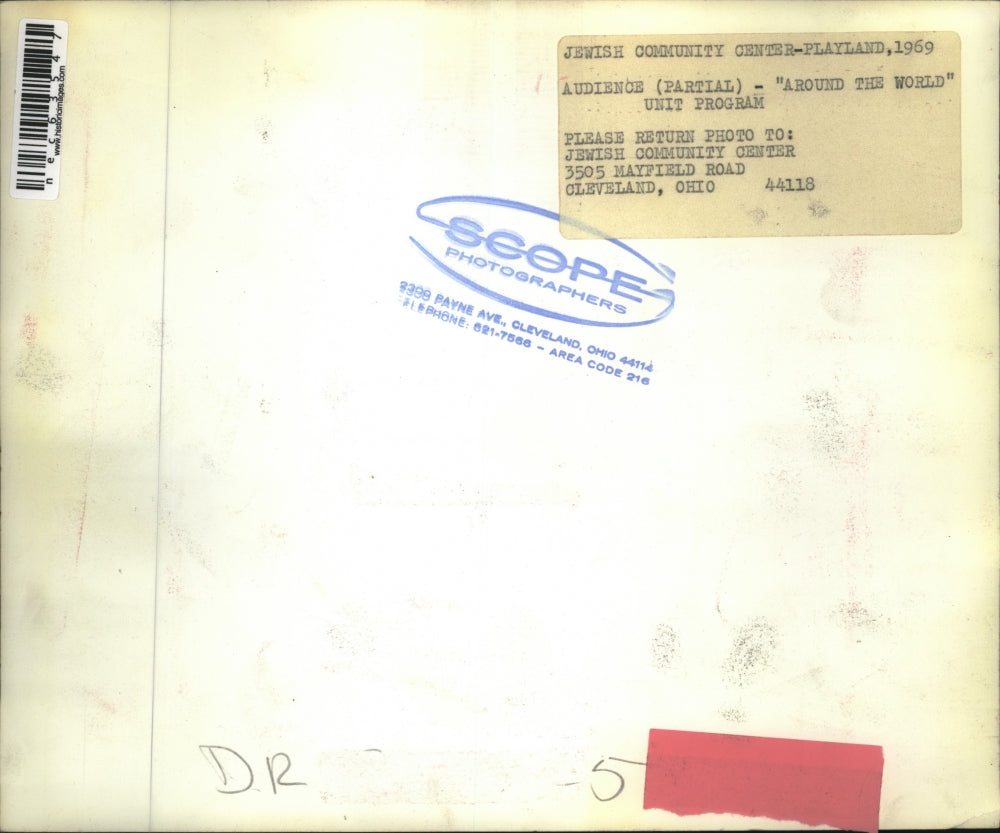 nec63547
www.historicimages.com
JEWISH COMMUNITY CENTER-PLAYLAND,1969
AUDIENCE (PARTIAL) - "AROUND THE WORLD"
UNIT PROGRAM
PLEASE RETURN PHOTO TO:
JEWISH COMMUNITY CENTER
3505 MAYFIELD ROAD
CLEVELAND, OHIO 44118
SCOPE
PHOTOGRAPHERS
PAYNE AVE., CLEVELAND, OHIO 44114
TELEPHONE: 621-7566 - AREA CODE 216
DR
-5